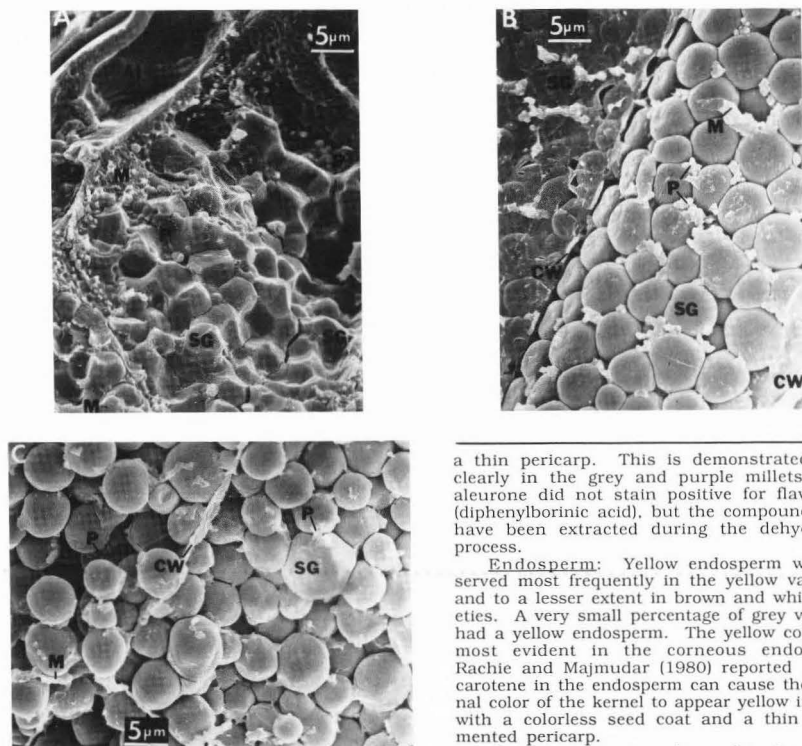 A
5µm
M
P
SG
SG
M
B
5µm
SG
M
P
CW
SG
CW
C
P
P
CW
SG
M
5µm
a thin pericarp. This is demonstrated
clearly in the grey and purple millets
aleurone did not stain positive for flav
(diphenylborinic acid), but the compound
have been extracted during the dehyd
process.
Endosperm: Yellow endosperm w
served most frequently in the yellow va
and to a lesser extent in brown and whi
eties. A very small percentage of grey v
had a yellow endosperm. The yellow co
most evident in the corneous endo
Rachie and Majmudar (1980) reported
carotene in the endosperm can cause the
nal color of the kernel to appear yellow i
with a colorless seed coat and a thin
mented pericarp.